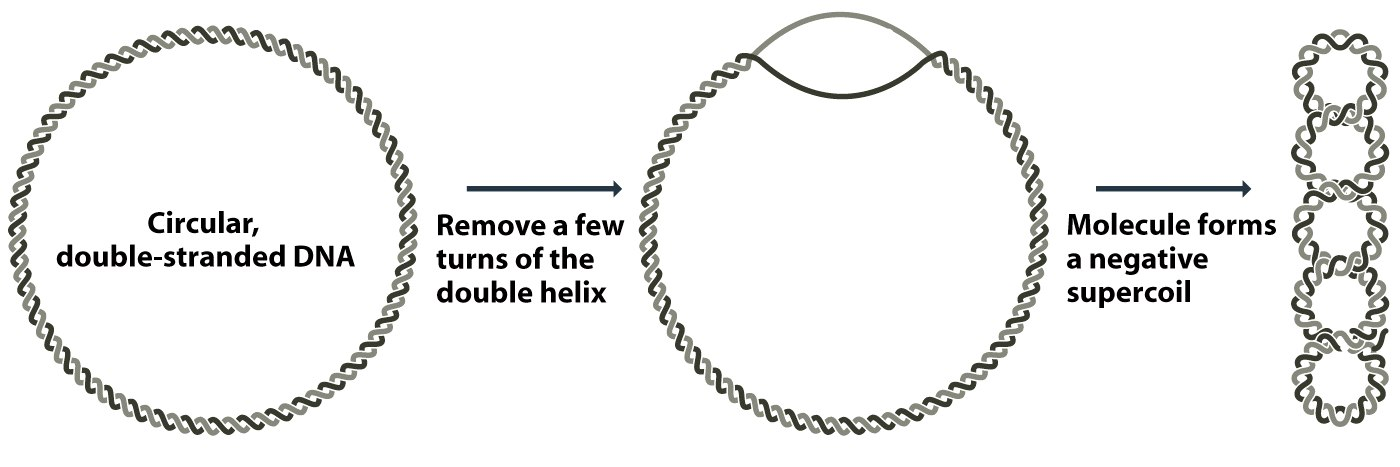 Circular,
double-stranded DNA
Remove a few
turns of the
double helix
Molecule forms
a negative
supercoil